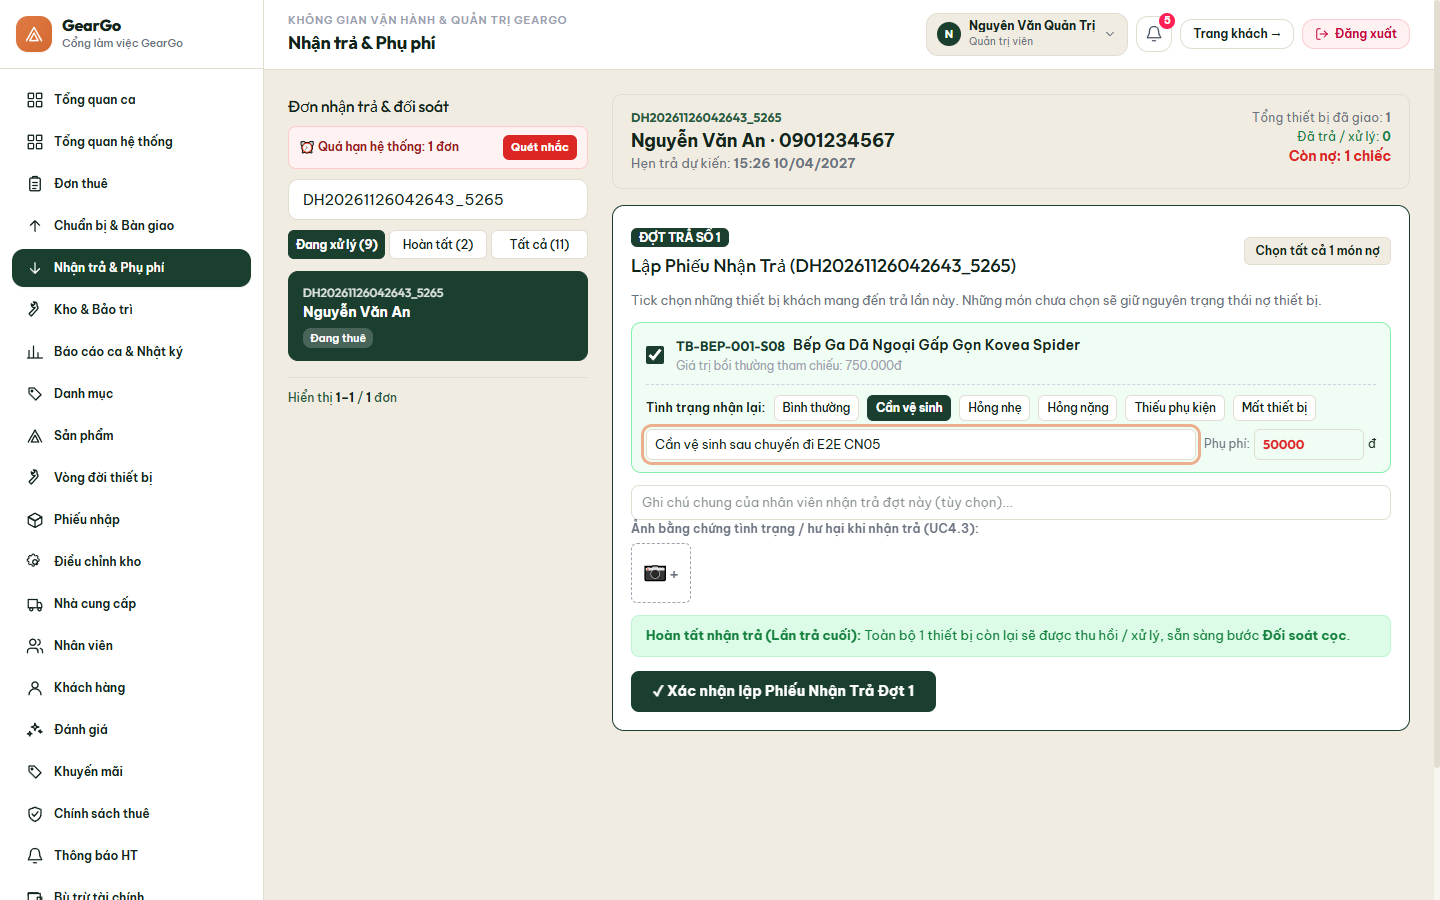 GearGo
Cổng làm việc GearGo
Tổng quan ca
Tổng quan hệ thống
Đơn thuê
Chuẩn bị & Bàn giao
Nhận trả & Phụ phí
Kho & Bảo trì
Báo cáo ca & Nhật ký
Danh mục
Sản phẩm
Vòng đời thiết bị
Phiếu nhập
Điều chỉnh kho
Nhà cung cấp
Nhân viên
Khách hàng
Đánh giá
Khuyến mãi
Chính sách thuê
Thông báo HT
Bù trừ tài chính
KHÔNG GIAN VẬN HÀNH & QUẢN TRỊ GEARGO
Nhận trả & Phụ phí
N
Nguyễn Văn Quản Trị
Quản trị viên
5
Trang khách →
Đăng xuất
Đơn nhận trả & đối soát
Quá hạn hệ thống: 1 đơn
Quét nhắc
DH20261126042643_5265
Đang xử lý (9)
Hoàn tất (2)
Tất cả (11)
DH20261126042643_5265
Nguyễn Văn An
Đang thuê
Hiển thị 1–1 / 1 đơn
DH20261126042643_5265
Nguyễn Văn An · 0901234567
Hẹn trả dự kiến: 15:26 10/04/2027
Tổng thiết bị đã giao: 1
Đã trả / xử lý: 0
Còn nợ: 1 chiếc
ĐỢT TRẢ SỐ 1
Lập Phiếu Nhận Trả (DH20261126042643_5265)
Chọn tất cả 1 món nợ
Tick chọn những thiết bị khách mang đến trả lần này. Những món chưa chọn sẽ giữ nguyên trạng thái nợ thiết bị.
TB-BEP-001-S08 Bếp Ga Dã Ngoại Gấp Gọn Kovea Spider
Giá trị bồi thường tham chiếu: 750.000đ
Tình trạng nhận lại: Bình thường Cần vệ sinh Hỏng nhẹ Hỏng nặng Thiếu phụ kiện Mất thiết bị
Cần vệ sinh sau chuyến đi E2E CN05
Phụ phí: 50000 đ
Ghi chú chung của nhân viên nhận trả đợt này (tùy chọn)...
Ảnh bằng chứng tình trạng / hư hại khi nhận trả (UC4.3):
+
Hoàn tất nhận trả (Lần trả cuối): Toàn bộ 1 thiết bị còn lại sẽ được thu hồi / xử lý, sẵn sàng bước Đối soát cọc.
✓ Xác nhận lập Phiếu Nhận Trả Đợt 1